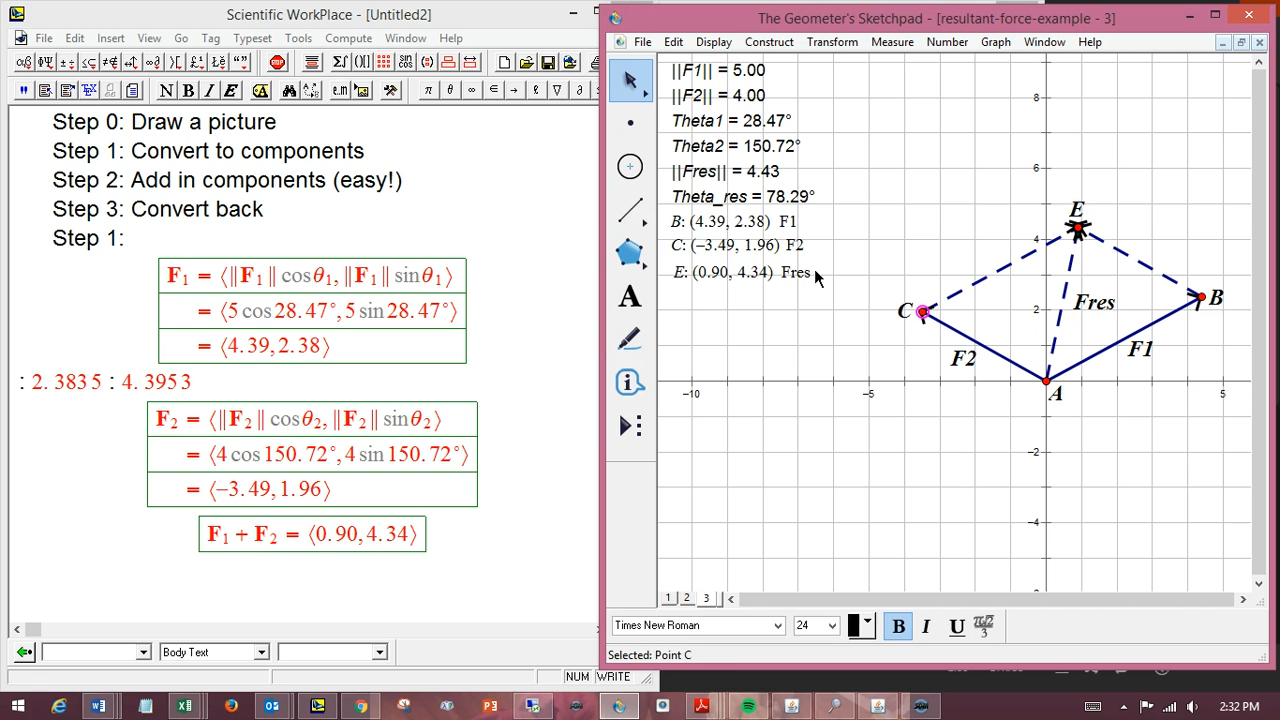 Scientific WorkPlace - [Untitled2]
File Edit Insert View Go Tag Typeset Tools Compute Window Help
Step 0: Draw a picture
Step 1: Convert to components
Step 2: Add in components (easy!)
Step 3: Convert back
Step 1:
F₁ = ⟨‖F₁‖ cosθ₁, ‖F₁‖ sinθ₁⟩
= ⟨5 cos 28.47°, 5 sin 28.47°⟩
= ⟨4.39, 2.38⟩
: 2.3835 : 4.3953
F₂ = ⟨‖F₂‖ cosθ₂, ‖F₂‖ sinθ₂⟩
= ⟨4 cos 150.72°, 4 sin 150.72°⟩
= ⟨−3.49, 1.96⟩
F₁ + F₂ = ⟨0.90, 4.34⟩
Body Text
NUM WRITE
The Geometer's Sketchpad - [resultant-force-example - 3]
File Edit Display Construct Transform Measure Number Graph Window Help
||F1|| = 5.00
||F2|| = 4.00
Theta1 = 28.47°
Theta2 = 150.72°
||Fres|| = 4.43
Theta_res = 78.29°
B: (4.39, 2.38) F1
C: (−3.49, 1.96) F2
E: (0.90, 4.34) Fres
8
6
4
2
−2
−4
−10
−5
5
E
C
B
A
Fres
F1
F2
1 2 3
Times New Roman 24 B I U
Selected: Point C
2:32 PM